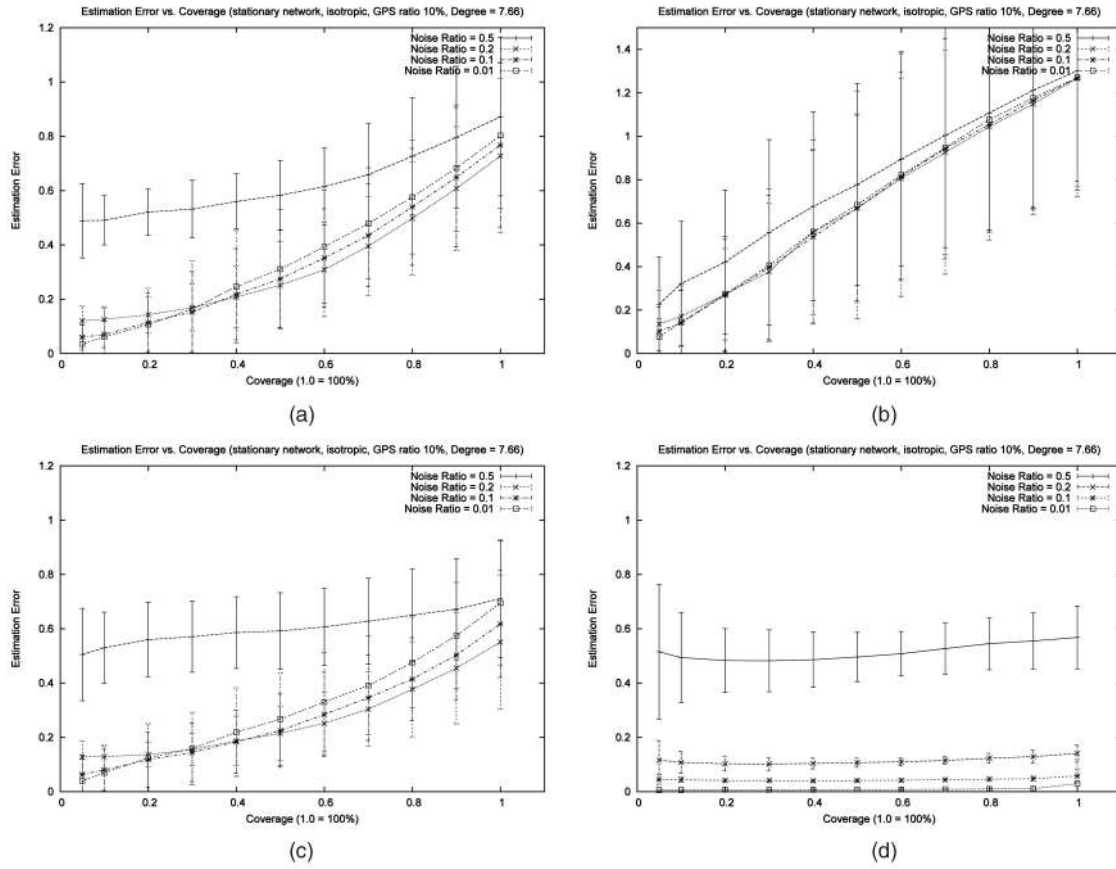 Estimation Error vs. Coverage (stationary network, isotropic, GPS ratio 10%, Degree = 7.66)
Noise Ratio = 0.5
Noise Ratio = 0.2
Noise Ratio = 0.1
Noise Ratio = 0.01
1.2
1
0.8
0.6
0.4
0.2
0
Estimation Error
0
0.2
0.4
0.6
0.8
1
Coverage (1.0 = 100%)
(a)
Estimation Error vs. Coverage (stationary network, isotropic, GPS ratio 10%, Degree = 7.66)
Noise Ratio = 0.5
Noise Ratio = 0.2
Noise Ratio = 0.1
Noise Ratio = 0.01
1.4
1.2
1
0.8
0.6
0.4
0.2
0
Estimation Error
0
0.2
0.4
0.6
0.8
1
Coverage (1.0 = 100%)
(b)
Estimation Error vs. Coverage (stationary network, isotropic, GPS ratio 10%, Degree = 7.66)
Noise Ratio = 0.5
Noise Ratio = 0.2
Noise Ratio = 0.1
Noise Ratio = 0.01
1.2
1
0.8
0.6
0.4
0.2
0
Estimation Error
0
0.2
0.4
0.6
0.8
1
Coverage (1.0 = 100%)
(c)
Estimation Error vs. Coverage (stationary network, isotropic, GPS ratio 10%, Degree = 7.66)
Noise Ratio = 0.5
Noise Ratio = 0.2
Noise Ratio = 0.1
Noise Ratio = 0.01
1.2
1
0.8
0.6
0.4
0.2
0
Estimation Error
0
0.2
0.4
0.6
0.8
1
Coverage (1.0 = 100%)
(d)